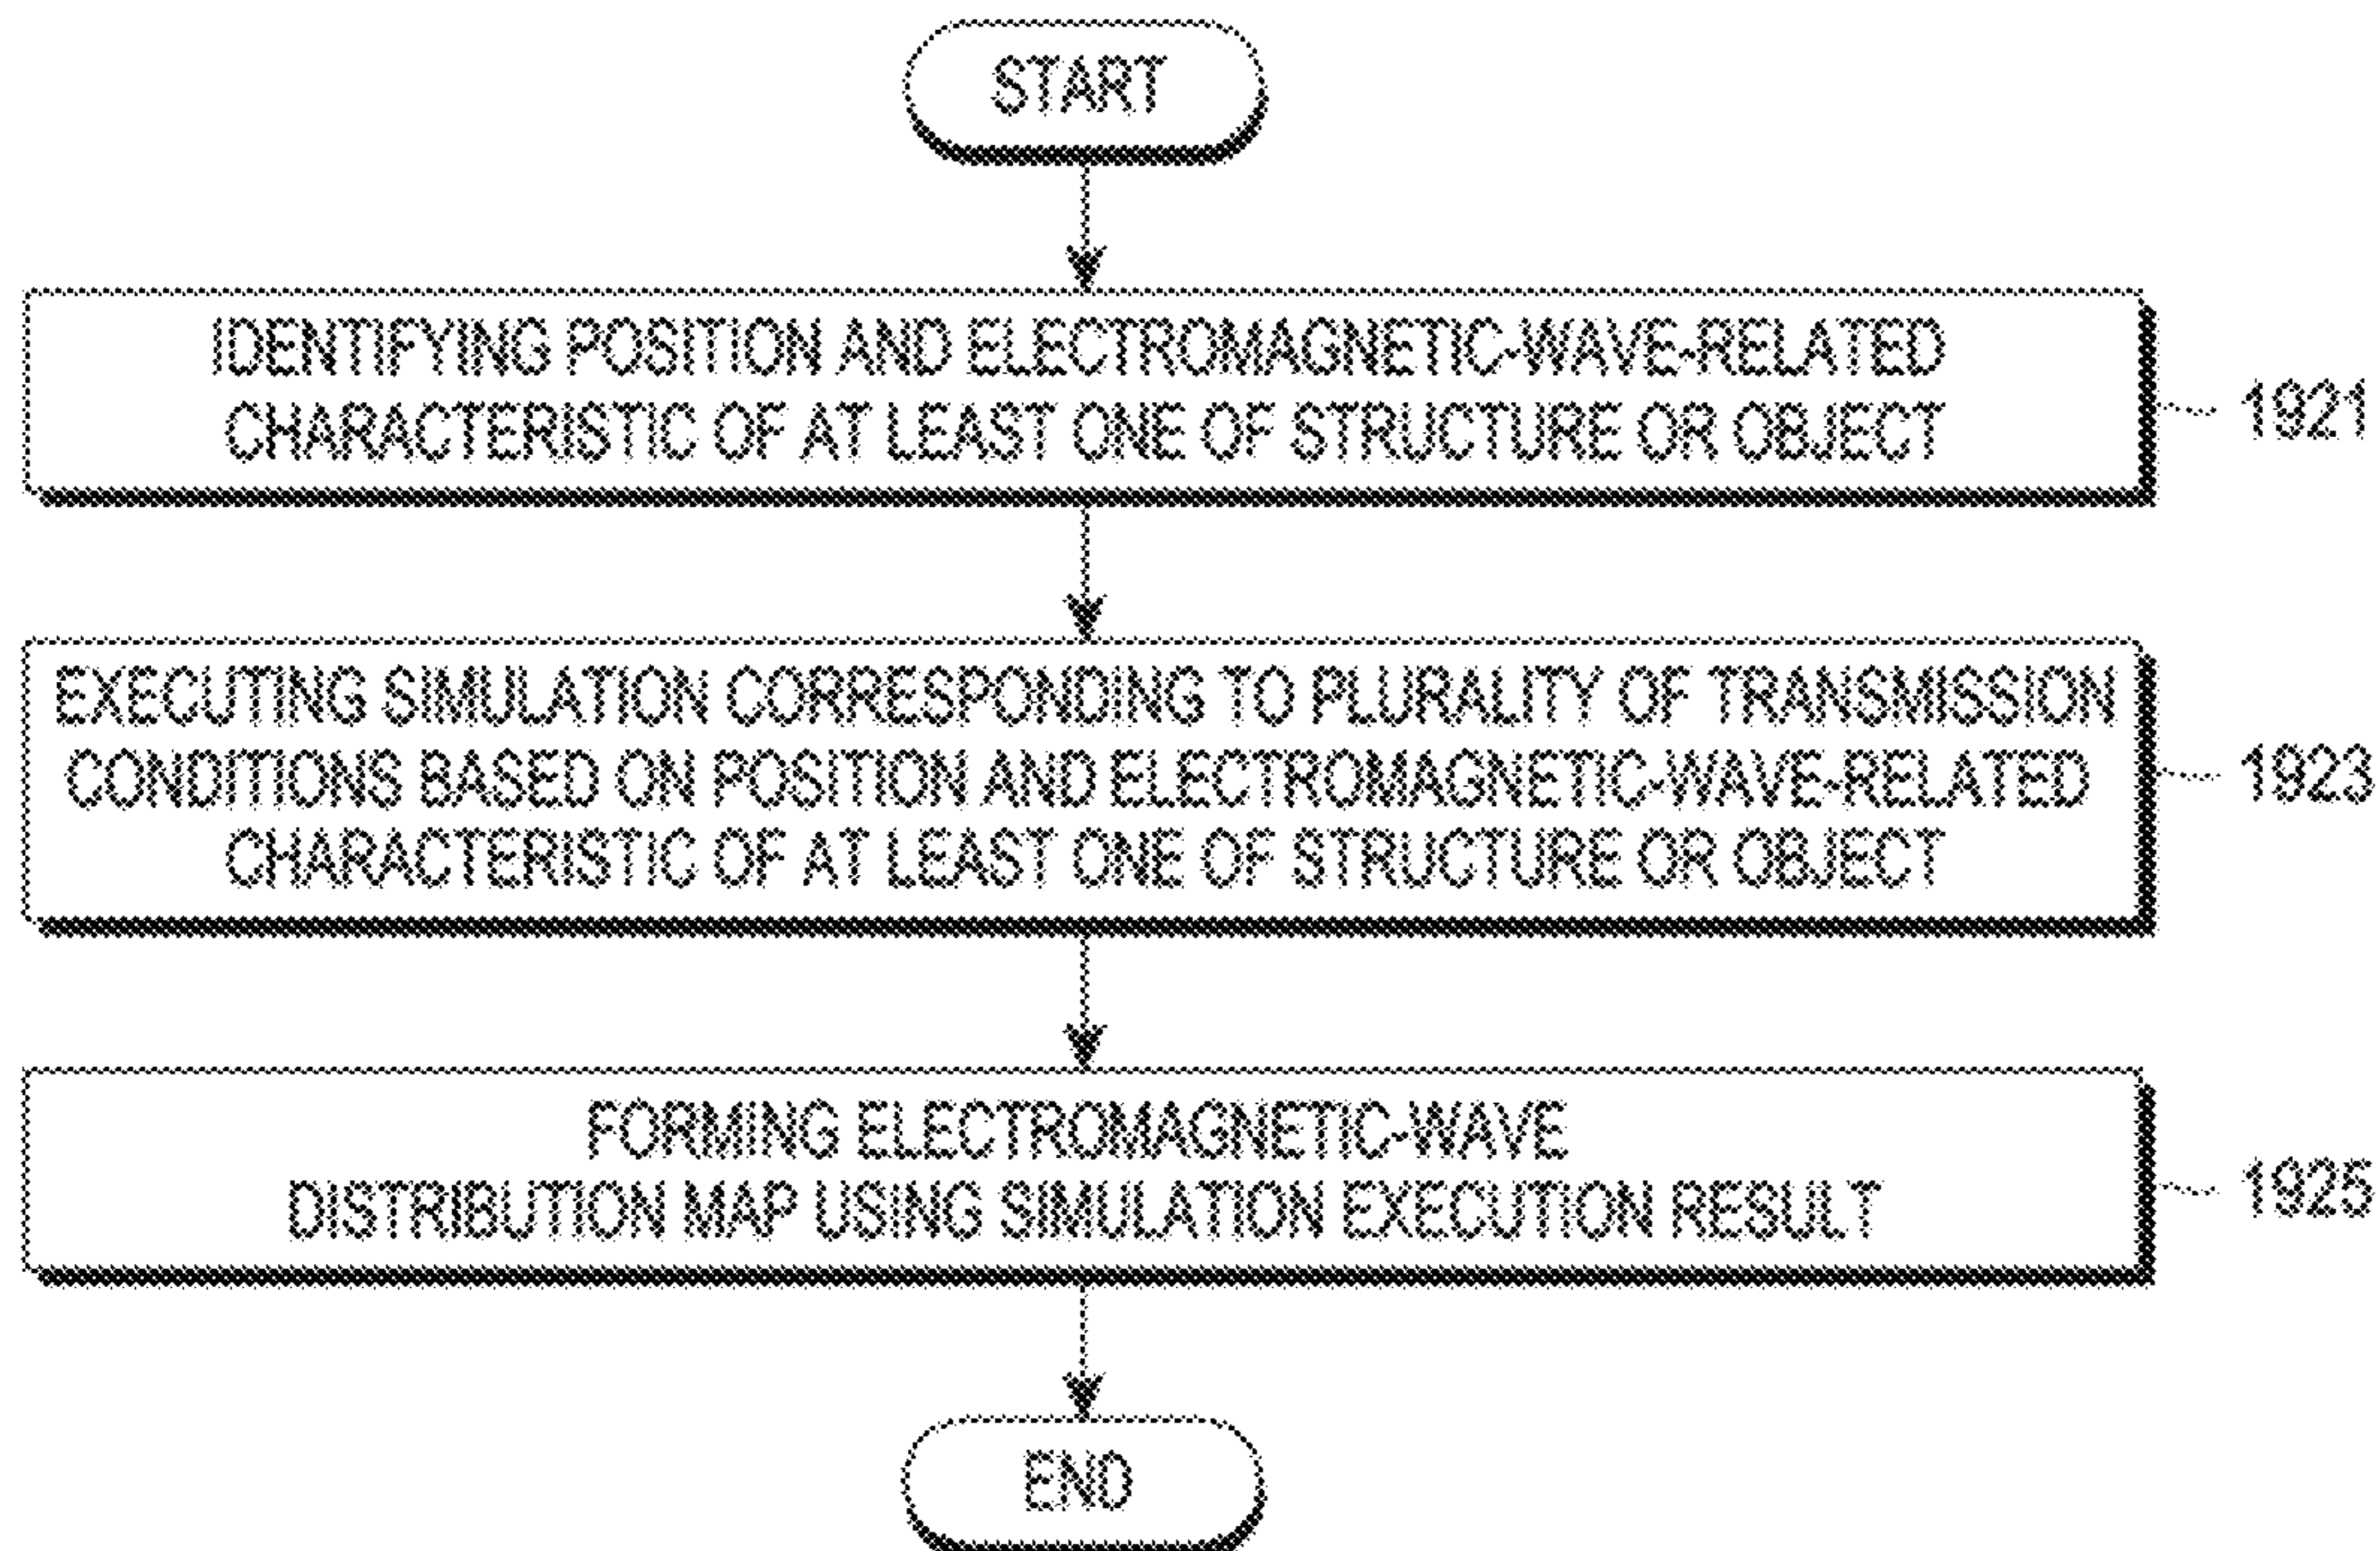 START
IDENTIFYING POSITION AND ELECTROMAGNETIC-WAVE-RELATED
CHARACTERISTIC OF AT LEAST ONE OF STRUCTURE OR OBJECT
1921
EXECUTING SIMULATION CORRESPONDING TO PLURALITY OF TRANSMISSION
CONDITIONS BASED ON POSITION AND ELECTROMAGNETIC-WAVE-RELATED
CHARACTERISTIC OF AT LEAST ONE OF STRUCTURE OR OBJECT
1923
FORMING ELECTROMAGNETIC-WAVE
DISTRIBUTION MAP USING SIMULATION EXECUTION RESULT
1925
END